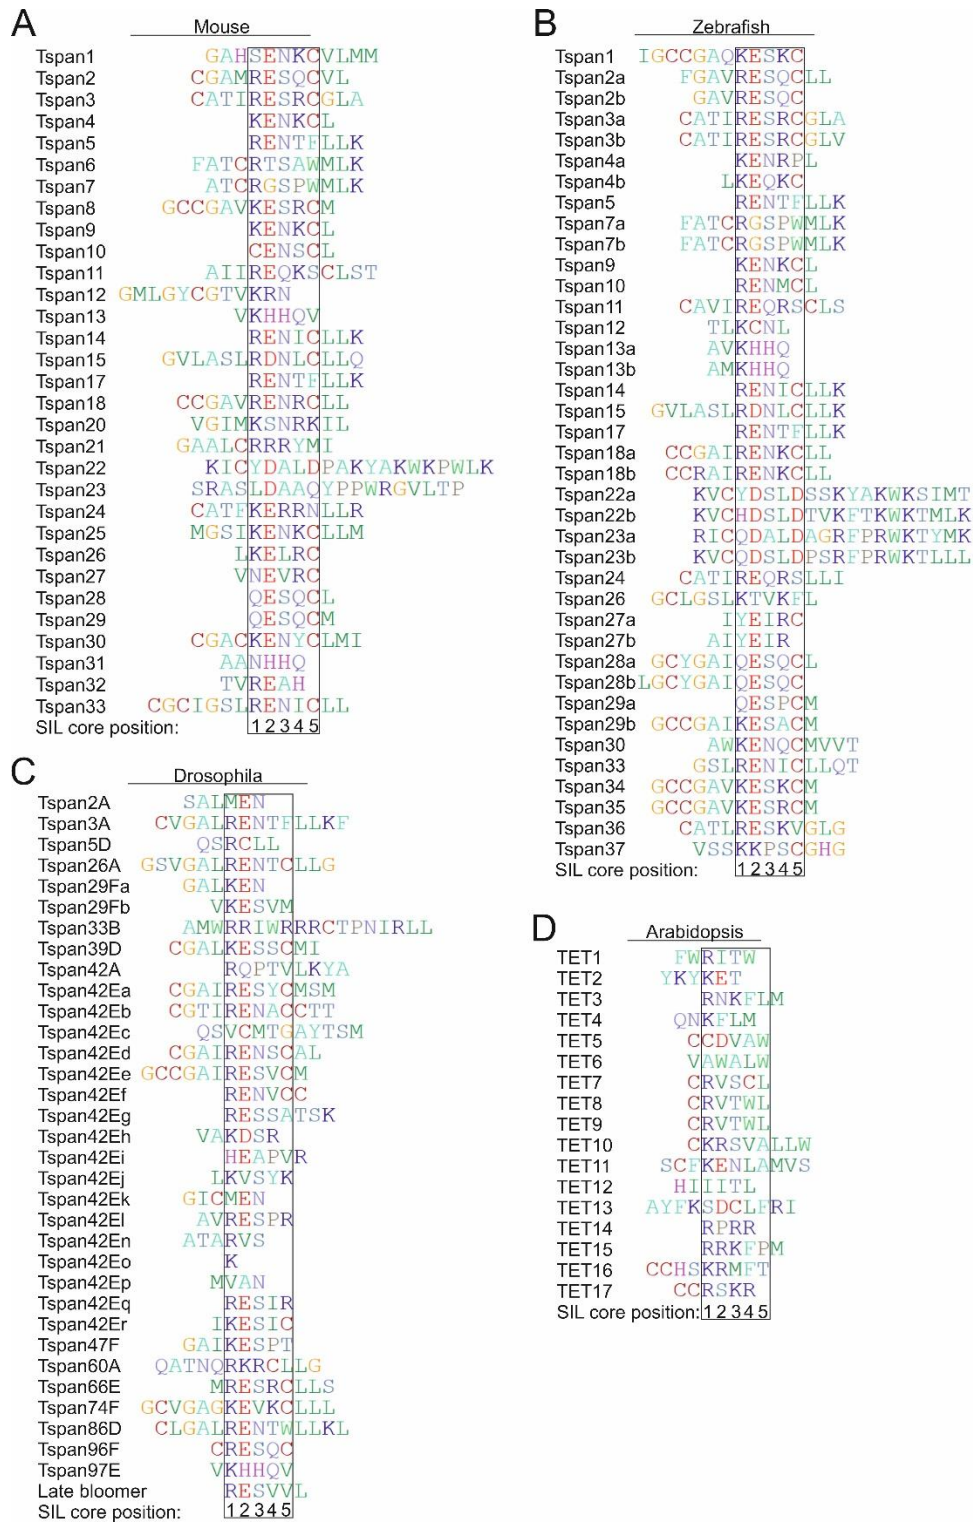 A
Mouse
Tspan1 GAHSENKCVLMM
Tspan2 CGAMRESQCVL
Tspan3 CATIRESRCGLA
Tspan4 KENKCL
Tspan5 RENTFLLK
Tspan6 FATCRTSAWMLK
Tspan7 ATCRGSPWMLK
Tspan8 GCCGAVKESRCM
Tspan9 KENKCL
Tspan10 CENSCL
Tspan11 AIIREQKSCLST
Tspan12 GMLGYCGTVKRN
Tspan13 VKHHQV
Tspan14 RENICLLK
Tspan15 GVLASLRDNLCLLQ
Tspan17 RENTFLLK
Tspan18 CCGAVRENRCLL
Tspan20 VGIMKSNRKIL
Tspan21 GAALCRRRYMI
Tspan22 KICYDALDPAKYAKWKPWLK
Tspan23 SRASLDAAQYPPWRGVLTP
Tspan24 CATFKERRNLLR
Tspan25 MGSIKENKCLLM
Tspan26 LKELRC
Tspan27 VNEVRC
Tspan28 QESQCL
Tspan29 QESQCM
Tspan30 CGACKENYCLMI
Tspan31 AANHHQ
Tspan32 TVREAH
Tspan33 CGCIGSLRENICLL
SIL core position: 12345
B
Zebrafish
Tspan1 IGCCGAQKESKC
Tspan2a FGAVRESQCLL
Tspan2b GAVRESQC
Tspan3a CATIRESRCGLA
Tspan3b CATIRESRCGLV
Tspan4a KENRPL
Tspan4b LKEQKC
Tspan5 RENTFLLK
Tspan7a FATCRGSPWMLK
Tspan7b FATCRGSPWMLK
Tspan9 KENKCL
Tspan10 RENMCL
Tspan11 CAVIREQRSCLS
Tspan12 TLKCNL
Tspan13a AVKHHQ
Tspan13b AMKHHQ
Tspan14 RENICLLK
Tspan15 GVLASLRDNLCLLK
Tspan17 RENTFLLK
Tspan18a CCGAIRENKCLL
Tspan18b CCRAIRENKCLL
Tspan22a KVCYDSLDSSKYAKWKSIMT
Tspan22b KVCHDSLDTVKFTKWKTMLK
Tspan23a RICQDALDAGRFPRWKTYMK
Tspan23b KVCQDSLDPSRFPRWKTLLL
Tspan24 CATIREQRSLLI
Tspan26 GCLGSLKTVKFL
Tspan27a IYEIRC
Tspan27b AIYEIR
Tspan28a GCYGAIQESQCL
Tspan28b LGCYGAIQESQC
Tspan29a QESPCM
Tspan29b GCCGAIKESACM
Tspan30 AWKENQCMVVT
Tspan33 GSLRENICLLQT
Tspan34 GCCGAVKESKCM
Tspan35 GCCGAVKESRCM
Tspan36 CATLRESKVGLG
Tspan37 VSSKKPSCGHG
SIL core position: 12345
C
Drosophila
Tspan2A SALMEN
Tspan3A CVGALRENTFLLKF
Tspan5D QSRCLL
Tspan26A GSVGALRENTCLLG
Tspan29Fa GALKEN
Tspan29Fb VKESVM
Tspan33B AMWRRIWRRRCTPNIRLL
Tspan39D CGALKESSCMI
Tspan42A RQPTVLKYA
Tspan42Ea CGAIRESYCMSM
Tspan42Eb CGTIRENACCTT
Tspan42Ec QSVCMTGAYTSM
Tspan42Ed CGAIRENSCAL
Tspan42Ee GCCGAIRESVCM
Tspan42Ef RENVCC
Tspan42Eg RESSATSK
Tspan42Eh VAKDSR
Tspan42Ei HEAPVR
Tspan42Ej LKVSYK
Tspan42Ek GICMEN
Tspan42El AVRESPR
Tspan42En ATARVS
Tspan42Eo K
Tspan42Ep MVAN
Tspan42Eq RESIR
Tspan42Er IKESIC
Tspan47F GAIKESPT
Tspan60A QATNQRKRCLLG
Tspan66E MRESRCLLS
Tspan74F GCVGAGKEVKCLLL
Tspan86D CLGALRENTWLLKL
Tspan96F CRESQC
Tspan97E VKHHQV
Late bloomer RESVVL
SIL core position: 12345
D
Arabidopsis
TET1 FWRITW
TET2 YKYKET
TET3 RNKFLM
TET4 QNKFLM
TET5 CCDVAW
TET6 VAWALW
TET7 CRVSCL
TET8 CRVTWL
TET9 CRVTWL
TET10 CKRSVALLW
TET11 SCFKENLAMVS
TET12 HIIITL
TET13 AYFKSDCLFRI
TET14 RPRR
TET15 RRKFPM
TET16 CCHSKRMFT
TET17 CCRSKR
SIL core position: 12345